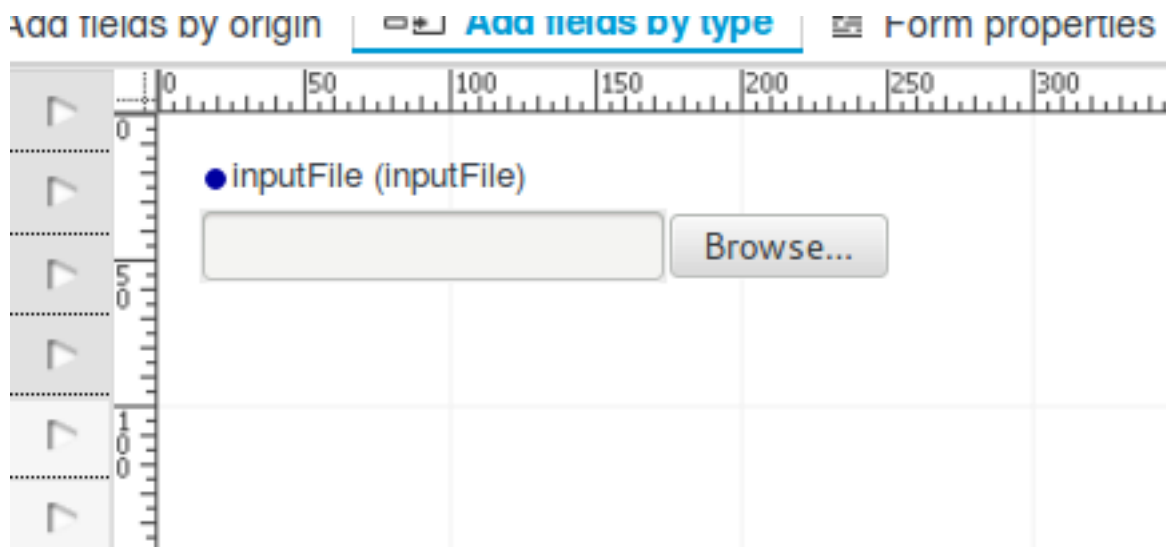 Add fields by origin Add fields by type Form properties
0 50 100 150 200 250 300
0
inputFile (inputFile)
Browse...
50
100